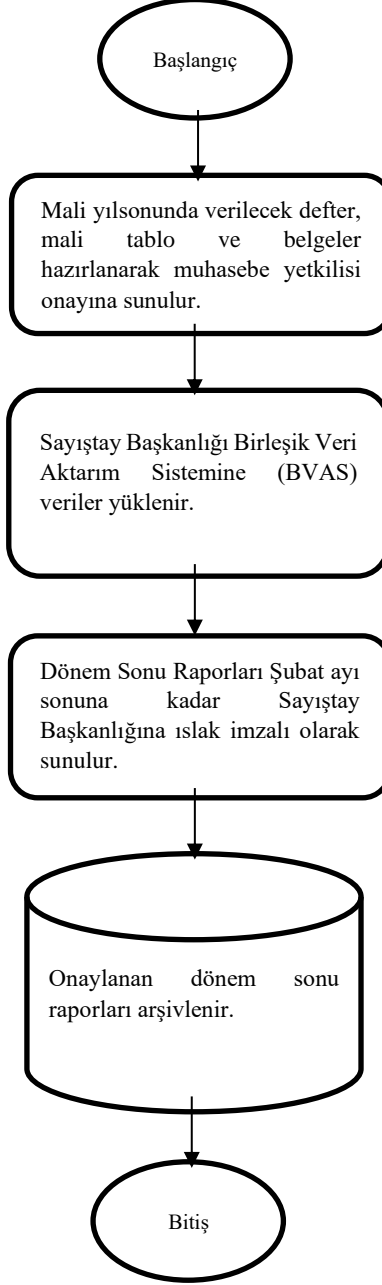 Başlangıç
Mali yılsonunda verilecek defter,
mali tablo ve belgeler
hazırlanarak muhasebe yetkilisi
onayına sunulur.
Sayıştay Başkanlığı Birleşik Veri
Aktarım Sistemine (BVAS)
veriler yüklenir.
Dönem Sonu Raporları Şubat ayı
sonuna kadar Sayıştay
Başkanlığına ıslak imzalı olarak
sunulur.
Onaylanan dönem sonu
raporları arşivlenir.
Bitiş